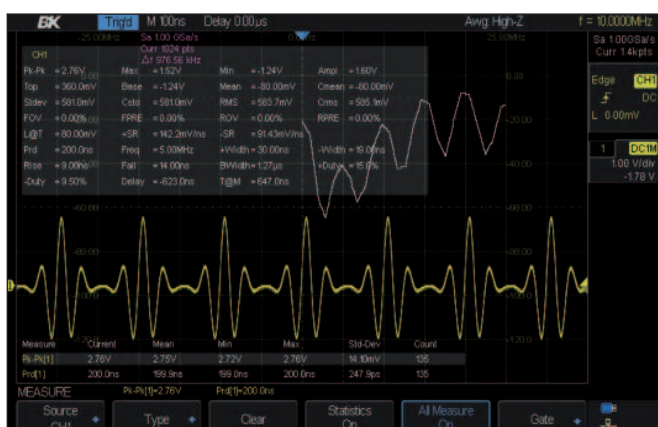 BK Trig'd M 100ns Delay 0.00µs Awg: High-Z f = 10.0000MHz
-25.00MHz Sa 1.00 GSa/s 25.00MHz Sa 1.00GSa/s
CH1 Curr 1024 pts Curr 1.4kpts
Δf 976.56 kHz
Pk-Pk =2.76V Max =1.52V Min =-1.24V Ampl =1.60V
Top =360.0mV Base =-1.24V Mean =-80.00mV Cmean =-80.00mV
Stdev =581.0mV Cstd =581.0mV RMS =583.7mV Crms =585.1mV
FOV =0.00% FPRE =0.00% ROV =0.00% RPRE =0.00%
L@T =80.00mV +SR =142.2mV/ns -SR =91.43mV/ns
Prd =200.0ns Freq =5.00MHz +Width =30.00ns -Width =19.00ns
Rise =9.00ns Fall =14.00ns BWidth=1.27µs +Duty =15.0%
-Duty =9.50% Delay =-623.0ns T@M =647.0ns
0.00
-20.00
-40.00
-60.00
-80.00
-100.0
-120.0
Edge CH1
DC
L 0.00mV
1 DC1M
1.00 V/div
-1.78 V
Measure Current Mean Min Max Std-Dev Count
Pk-Pk[1] 2.76V 2.75V 2.72V 2.76V 14.10mV 135
Prd[1] 200.0ns 199.9ns 199.0ns 200.0ns 247.9ps 135
MEASURE Pk-Pk[1]=2.76V Prd[1]=200.0ns
Source Type Clear Statistics All Measure Gate
CH1 On On